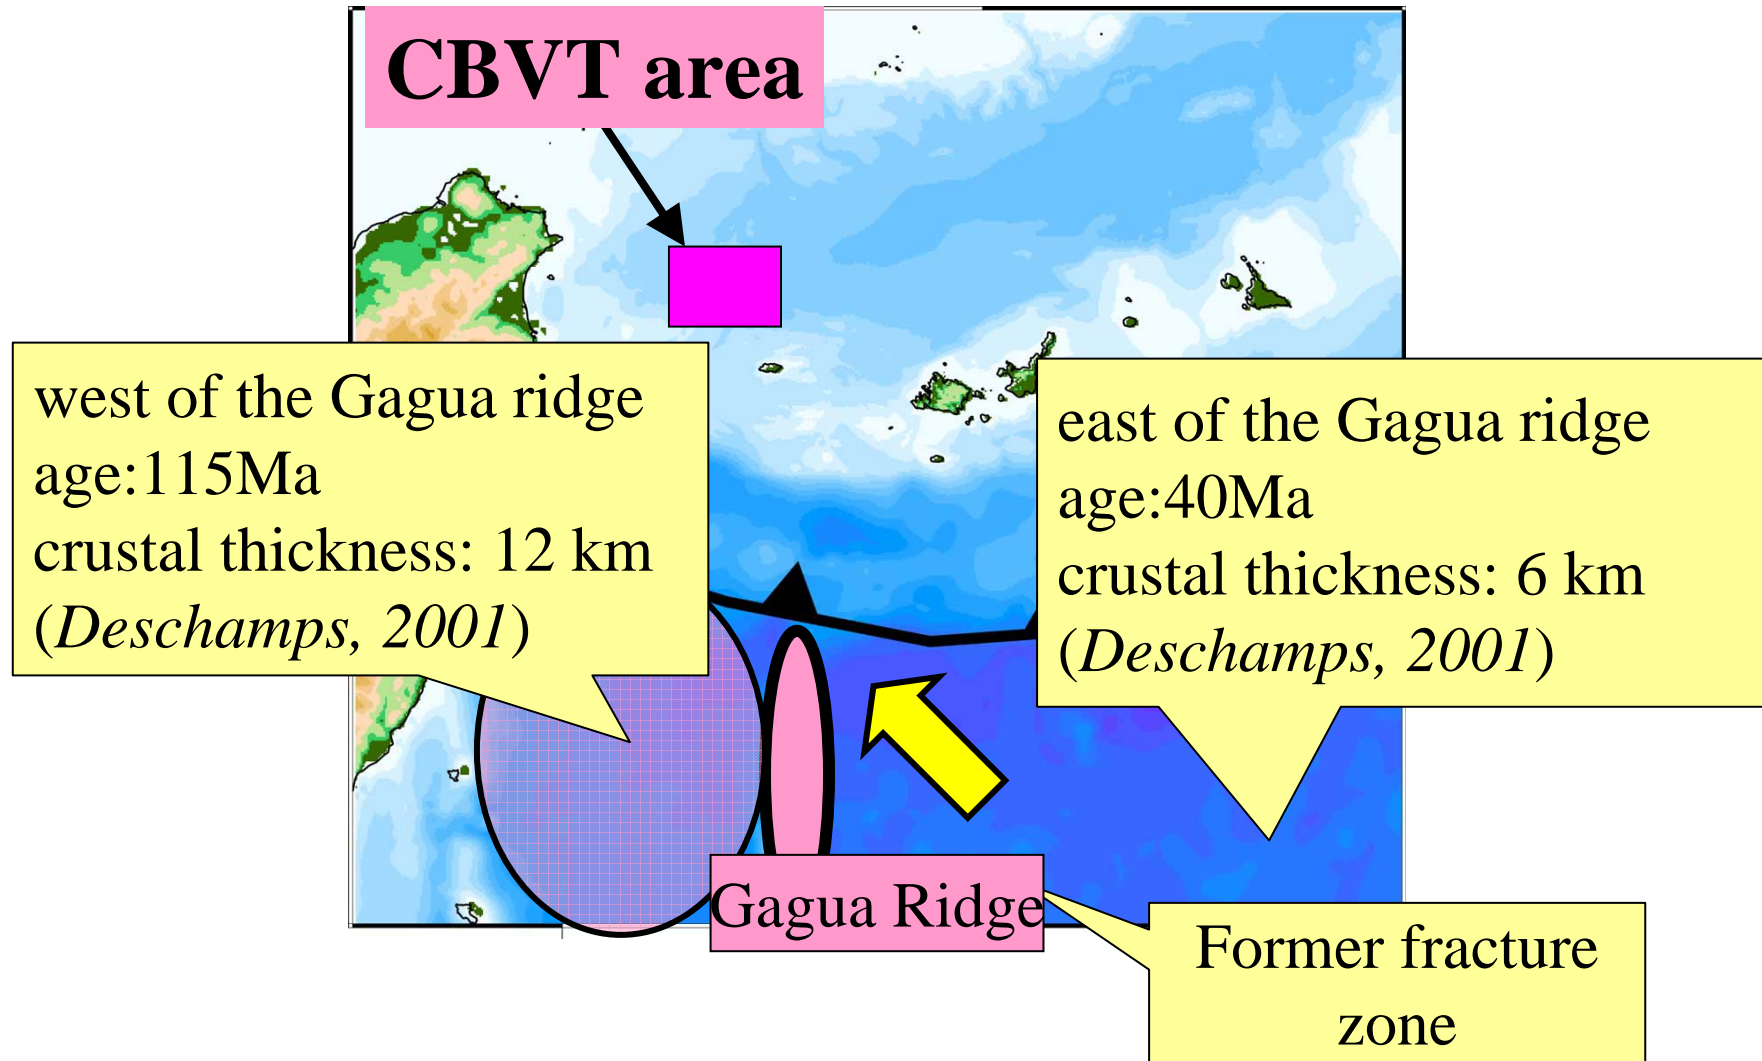 CBVT area
west of the Gagua ridge
age:115Ma
crustal thickness: 12 km
(Deschamps, 2001)
east of the Gagua ridge
age:40Ma
crustal thickness: 6 km
(Deschamps, 2001)
Gagua Ridge
Former fracture
zone